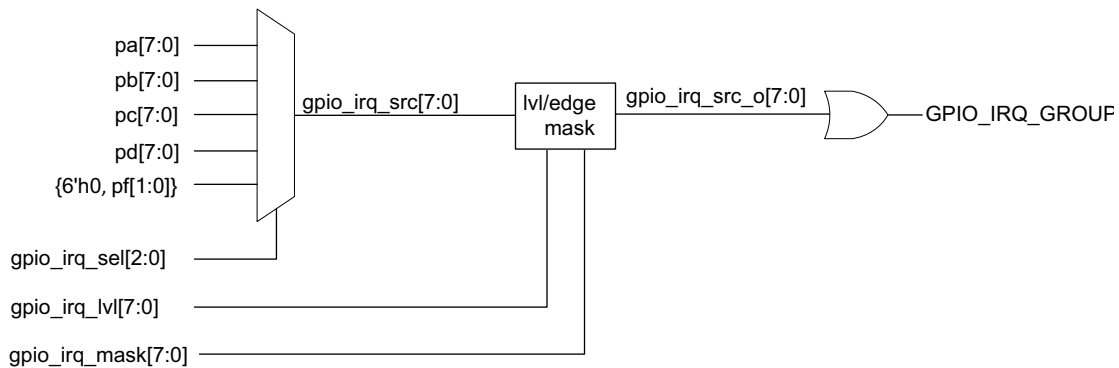 pa[7:0]
pb[7:0]
pc[7:0]
pd[7:0]
{6'h0, pf[1:0]}
gpio_irq_sel[2:0]
gpio_irq_lvl[7:0]
gpio_irq_mask[7:0]
gpio_irq_src[7:0]
lvl/edge
mask
gpio_irq_src_o[7:0]
GPIO_IRQ_GROUP